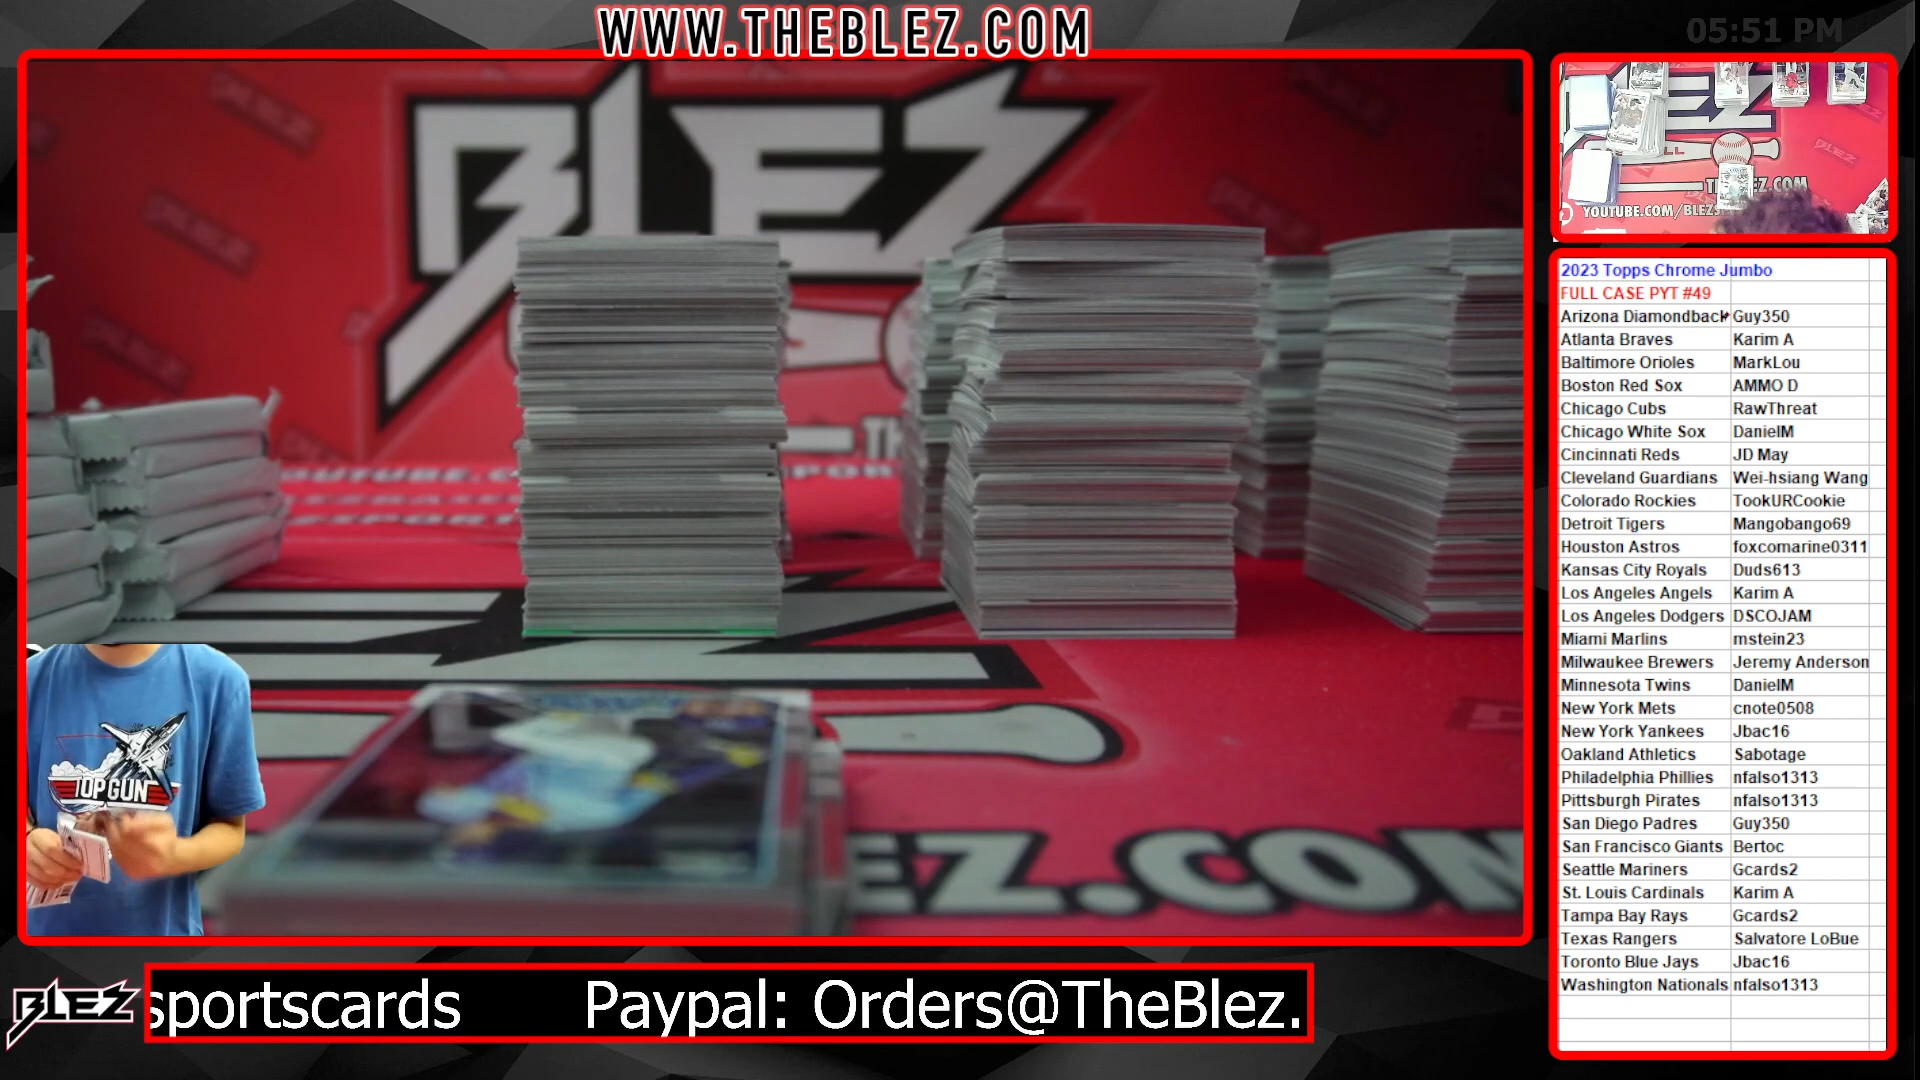 WWW.THEBLEZ.COM
05:51 PM
BLEZ
YOUTUBE.COM/BLEZS
2023 Topps Chrome Jumbo
FULL CASE PYT #49
Arizona Diamondback Guy350
Atlanta Braves Karim A
Baltimore Orioles MarkLou
Boston Red Sox AMMO D
Chicago Cubs RawThreat
Chicago White Sox DanielM
Cincinnati Reds JD May
Cleveland Guardians Wei-hsiang Wang
Colorado Rockies TookURCookie
Detroit Tigers Mangobango69
Houston Astros foxcomarine0311
Kansas City Royals Duds613
Los Angeles Angels Karim A
Los Angeles Dodgers DSCOJAM
Miami Marlins mstein23
Milwaukee Brewers Jeremy Anderson
Minnesota Twins DanielM
New York Mets cnote0508
New York Yankees Jbac16
Oakland Athletics Sabotage
Philadelphia Phillies nfalso1313
Pittsburgh Pirates nfalso1313
San Diego Padres Guy350
San Francisco Giants Bertoc
Seattle Mariners Gcards2
St. Louis Cardinals Karim A
Tampa Bay Rays Gcards2
Texas Rangers Salvatore LoBue
Toronto Blue Jays Jbac16
Washington Nationals nfalso1313
TOP GUN
EZ.COM
BLEZ
sportscards Paypal: Orders@TheBlez.